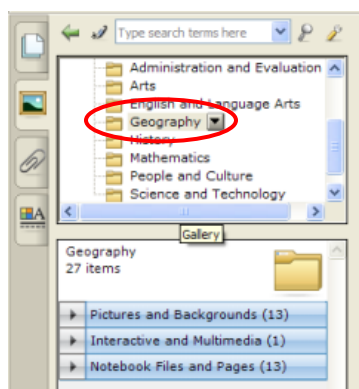 Type search terms here
Administration and Evaluation
Arts
English and Language Arts
Geography
History
Mathematics
People and Culture
Science and Technology
Gallery
Geography
27 items
Pictures and Backgrounds (13)
Interactive and Multimedia (1)
Notebook Files and Pages (13)
A